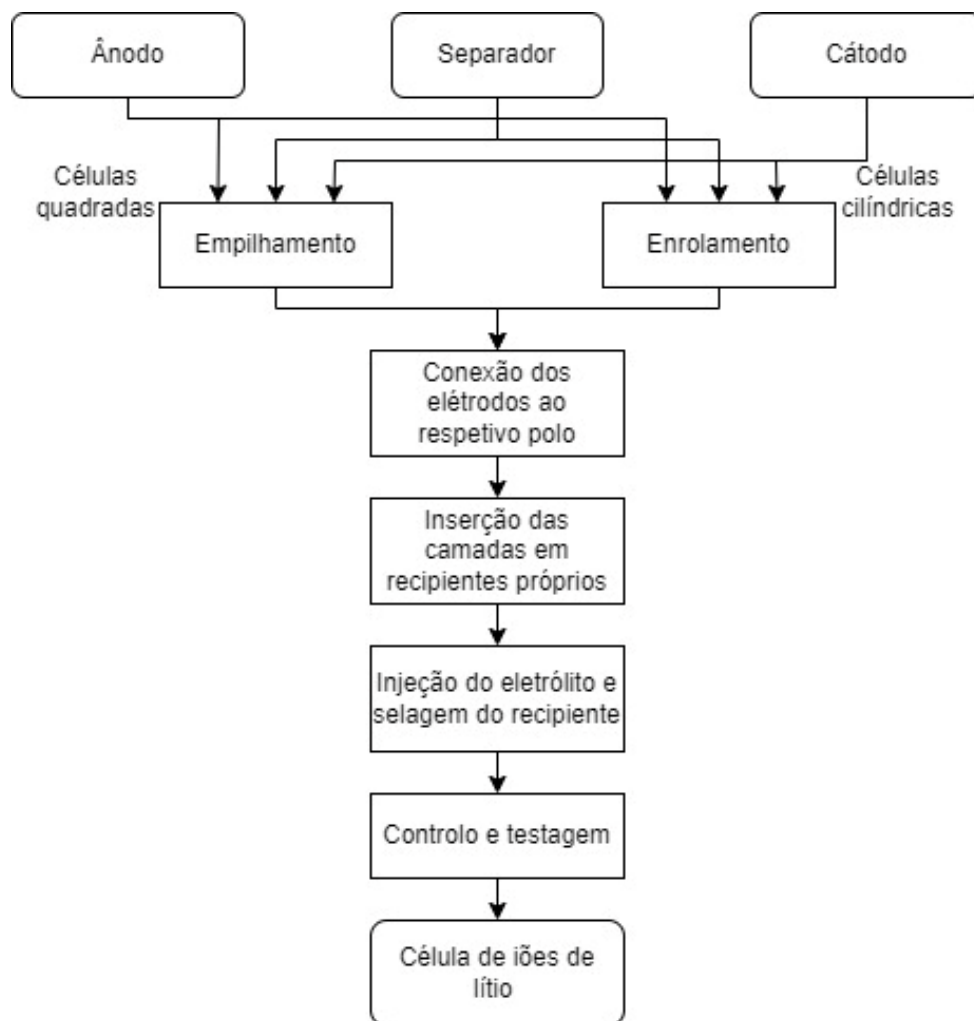 Ânodo
Separador
Cátodo
Células
quadradas
Células
cilíndricas
Empilhamento
Enrolamento
Conexão dos
elétrodos ao
respetivo polo
Inserção das
camadas em
recipientes próprios
Injeção do eletrólito e
selagem do recipiente
Controlo e testagem
Célula de iões de
lítio